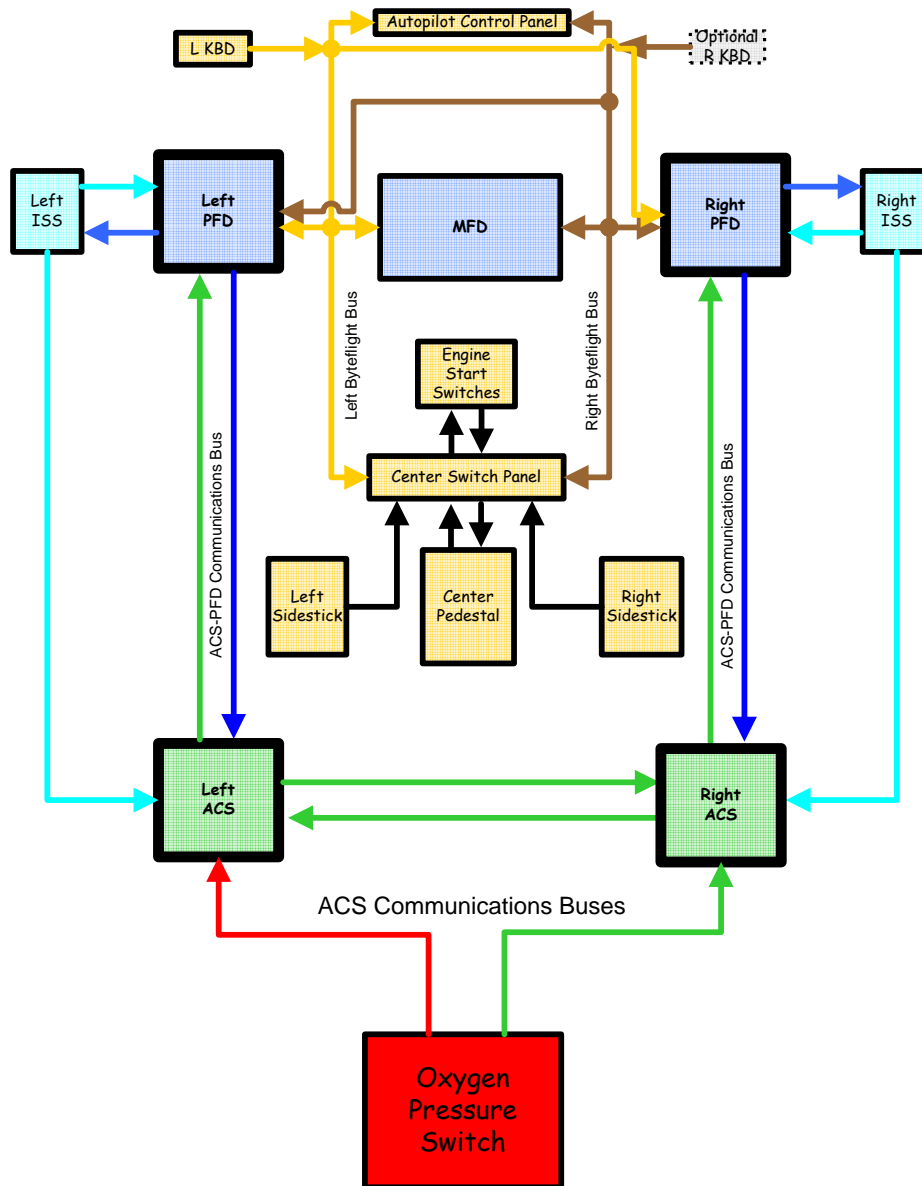 Autopilot Control Panel
L KBD
Optional
R KBD
Left
ISS
Left
PFD
MFD
Right
PFD
Right
ISS
Left Byteflight Bus
Right Byteflight Bus
Engine
Start
Switches
Center Switch Panel
ACS-PFD Communications Bus
ACS-PFD Communications Bus
Left
Sidestick
Center
Pedestal
Right
Sidestick
Left
ACS
Right
ACS
ACS Communications Buses
Oxygen
Pressure
Switch